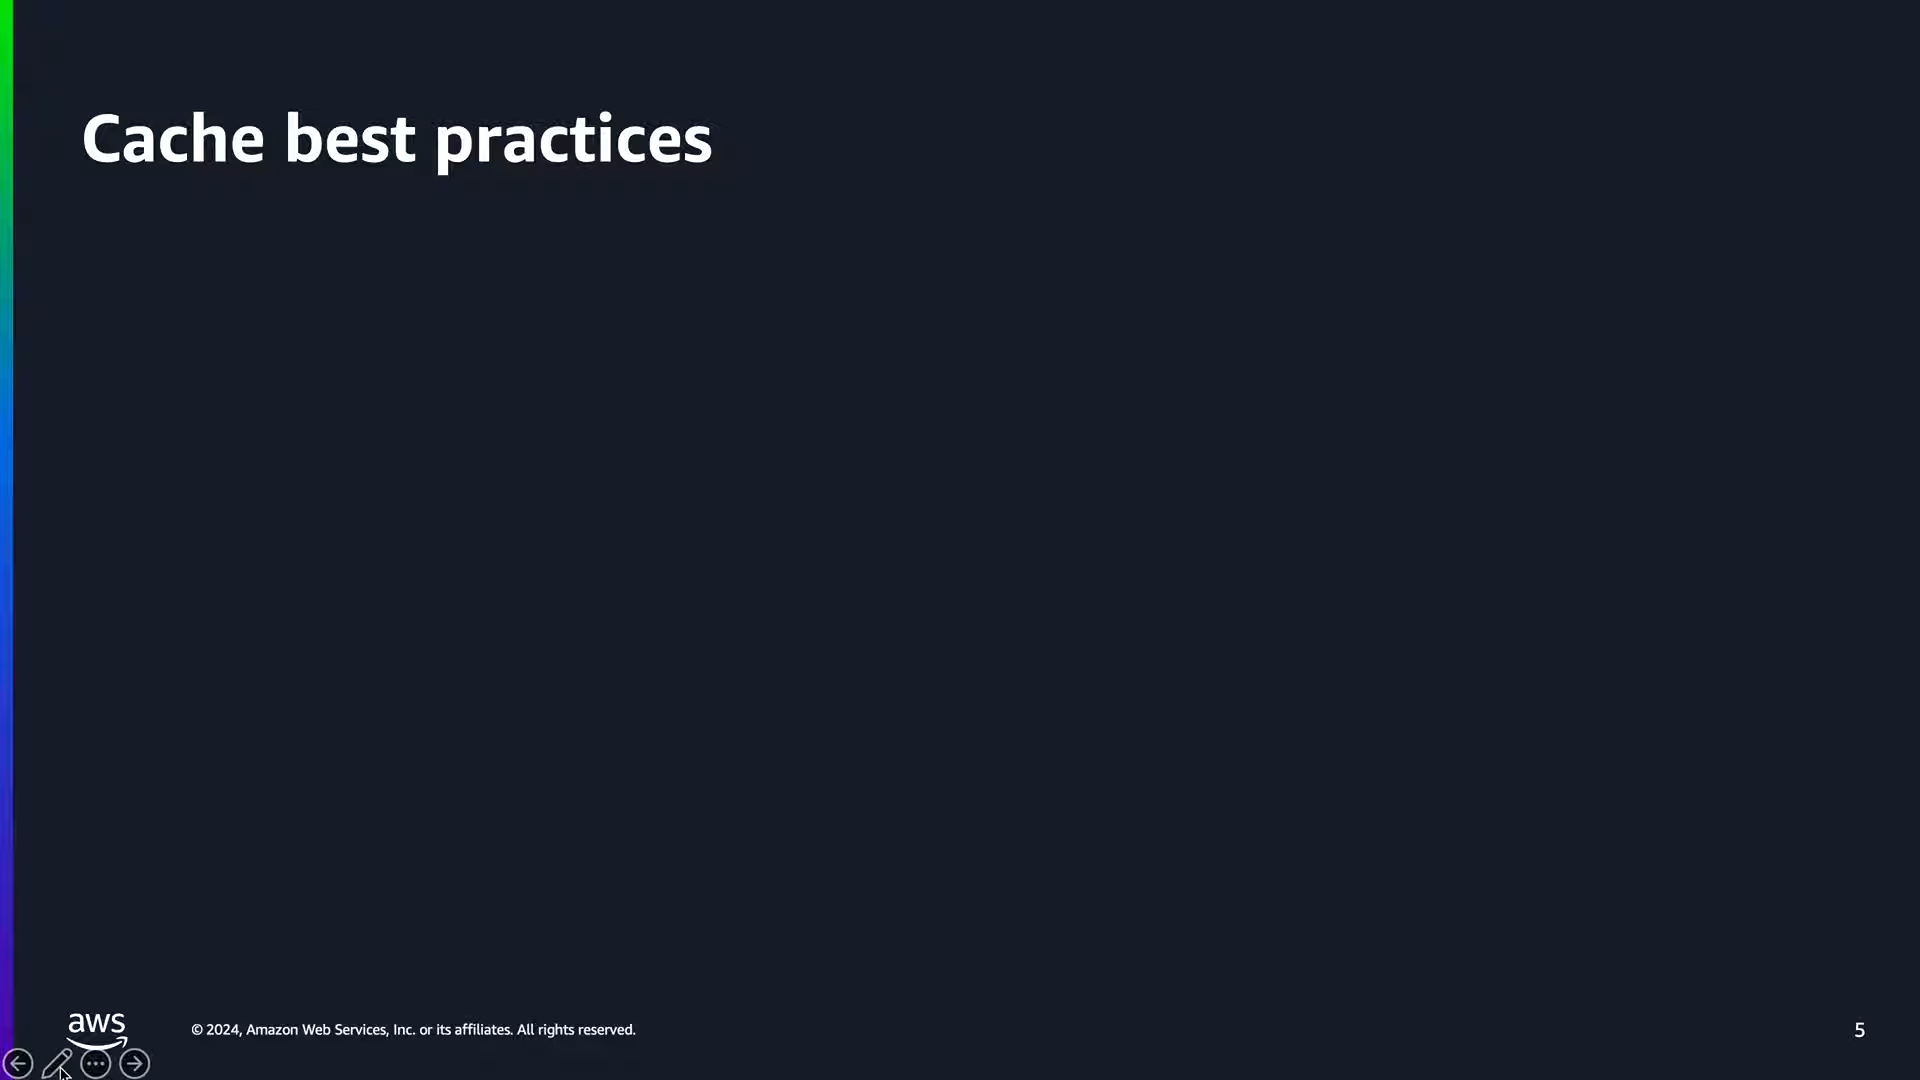 Cache best practices
aws
© 2024, Amazon Web Services, Inc. or its affiliates. All rights reserved.
5